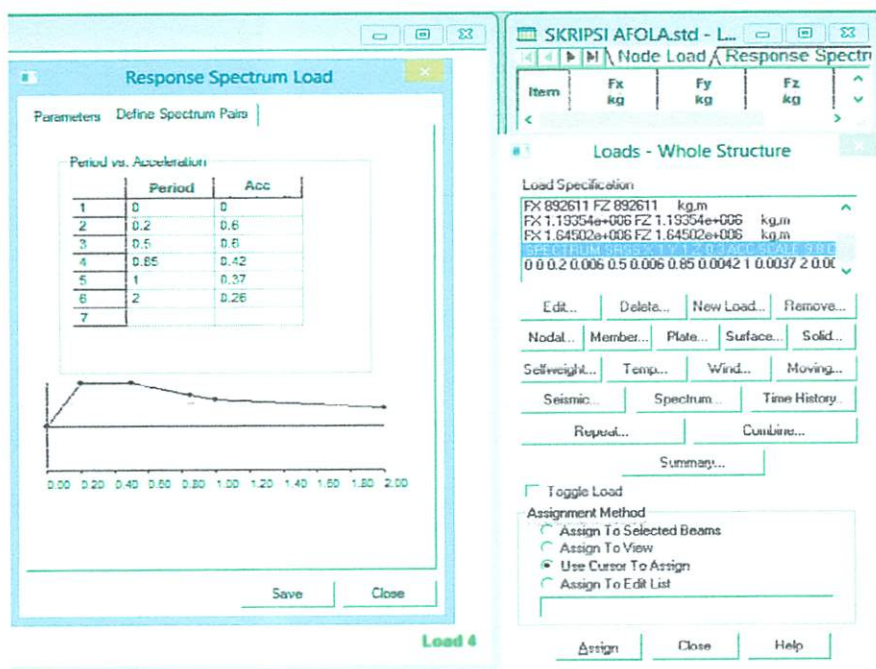 Response Spectrum Load
Parameters Define Spectrum Pairs
Period vs. Acceleration
Period Acc
1 0 0
2 0.2 0.6
3 0.5 0.6
4 0.85 0.42
5 1 0.37
6 2 0.26
7
0.00 0.20 0.40 0.60 0.80 1.00 1.20 1.40 1.60 1.80 2.00
Save Close
Load 4
SKRIPSI AFOLA.std - L...
Node Load Response Spectr
Item Fx kg Fy kg Fz kg
Loads - Whole Structure
Load Specification
FX 892611 FZ 892611 kg,m
FX 1.19354e+006 FZ 1.19354e+006 kg,m
FX 1.64502e+006 FZ 1.64502e+006 kg,m
SPECTRUM SRSS X 1 Y 1 Z 0.3 ACC SCALE 9.8
0 0 0.2 0.006 0.5 0.006 0.85 0.0042 1 0.0037 2 0.00
Edit... Delete... New Load... Remove...
Nodal... Member... Plate... Surface... Solid...
Selfweight... Temp... Wind... Moving...
Seismic... Spectrum... Time History..
Repeat... Combine...
Summary...
Toggle Load
Assignment Method
Assign To Selected Beams
Assign To View
Use Cursor To Assign
Assign To Edit List
Assign Close Help